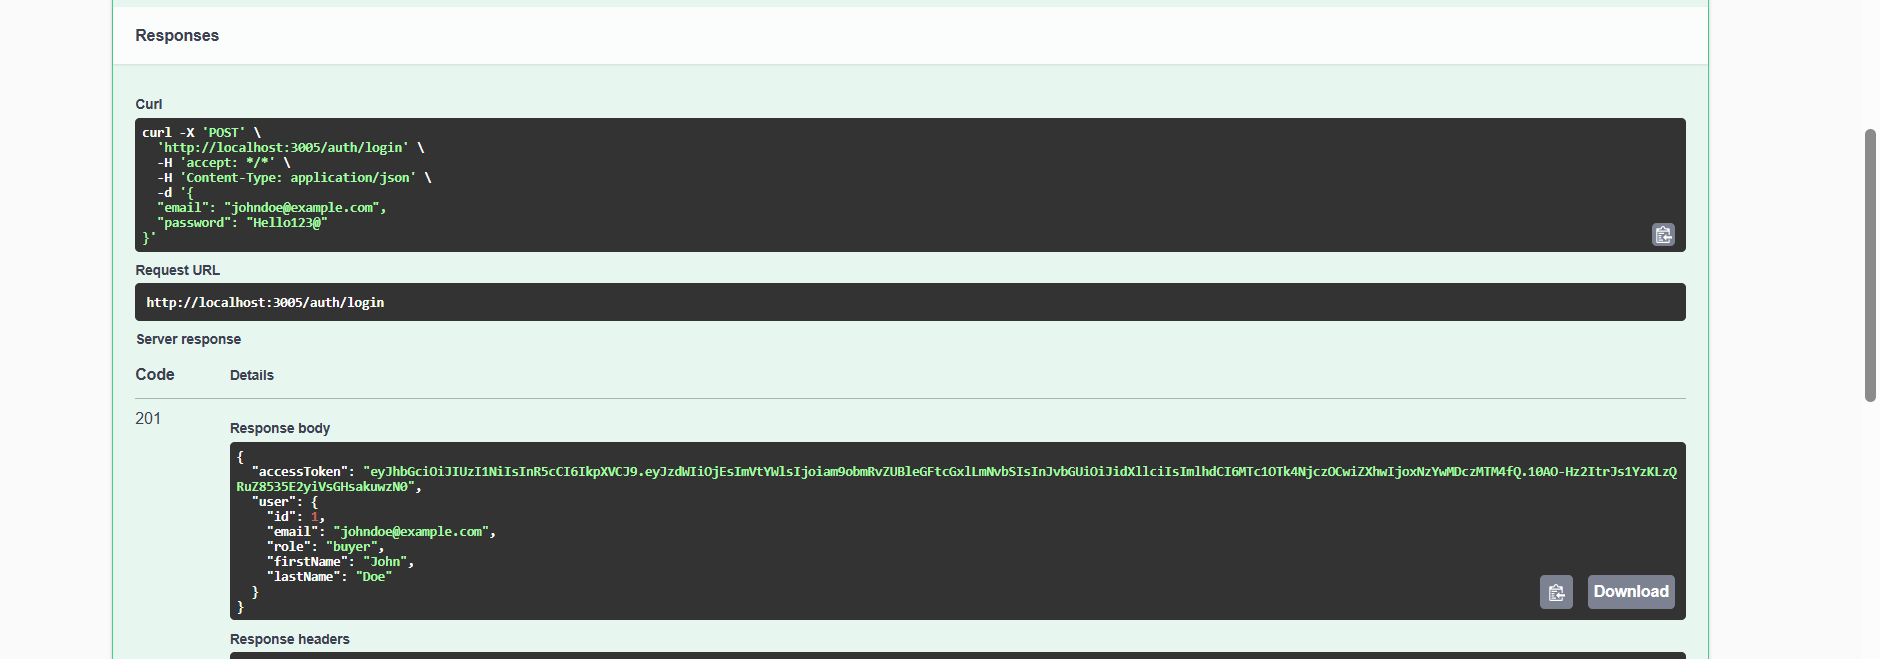 Responses
Curl
curl -X 'POST' \
  'http://localhost:3005/auth/login' \
  -H 'accept: */*' \
  -H 'Content-Type: application/json' \
  -d '{
  "email": "johndoe@example.com",
  "password": "Hello123@"
}'
Request URL
http://localhost:3005/auth/login
Server response
Code Details
201
Response body
{
  "accessToken": "eyJhbGciOiJIUzI1NiIsInR5cCI6IkpXVCJ9.eyJzdWIiOjEsImVtYWlsIjoiam9obmRvZUBleGFtcGxlLmNvbSIsInJvbGUiOiJidXllciIsImlhdCI6MTc1OTk4NjczOCwiZXhwIjoxNzYwMDczMTM4fQ.10AO-Hz2ItrJs1YzKLzQ
RuZ8535E2yiVsGHsakuwzN0",
  "user": {
    "id": 1,
    "email": "johndoe@example.com",
    "role": "buyer",
    "firstName": "John",
    "lastName": "Doe"
  }
}
Download
Response headers